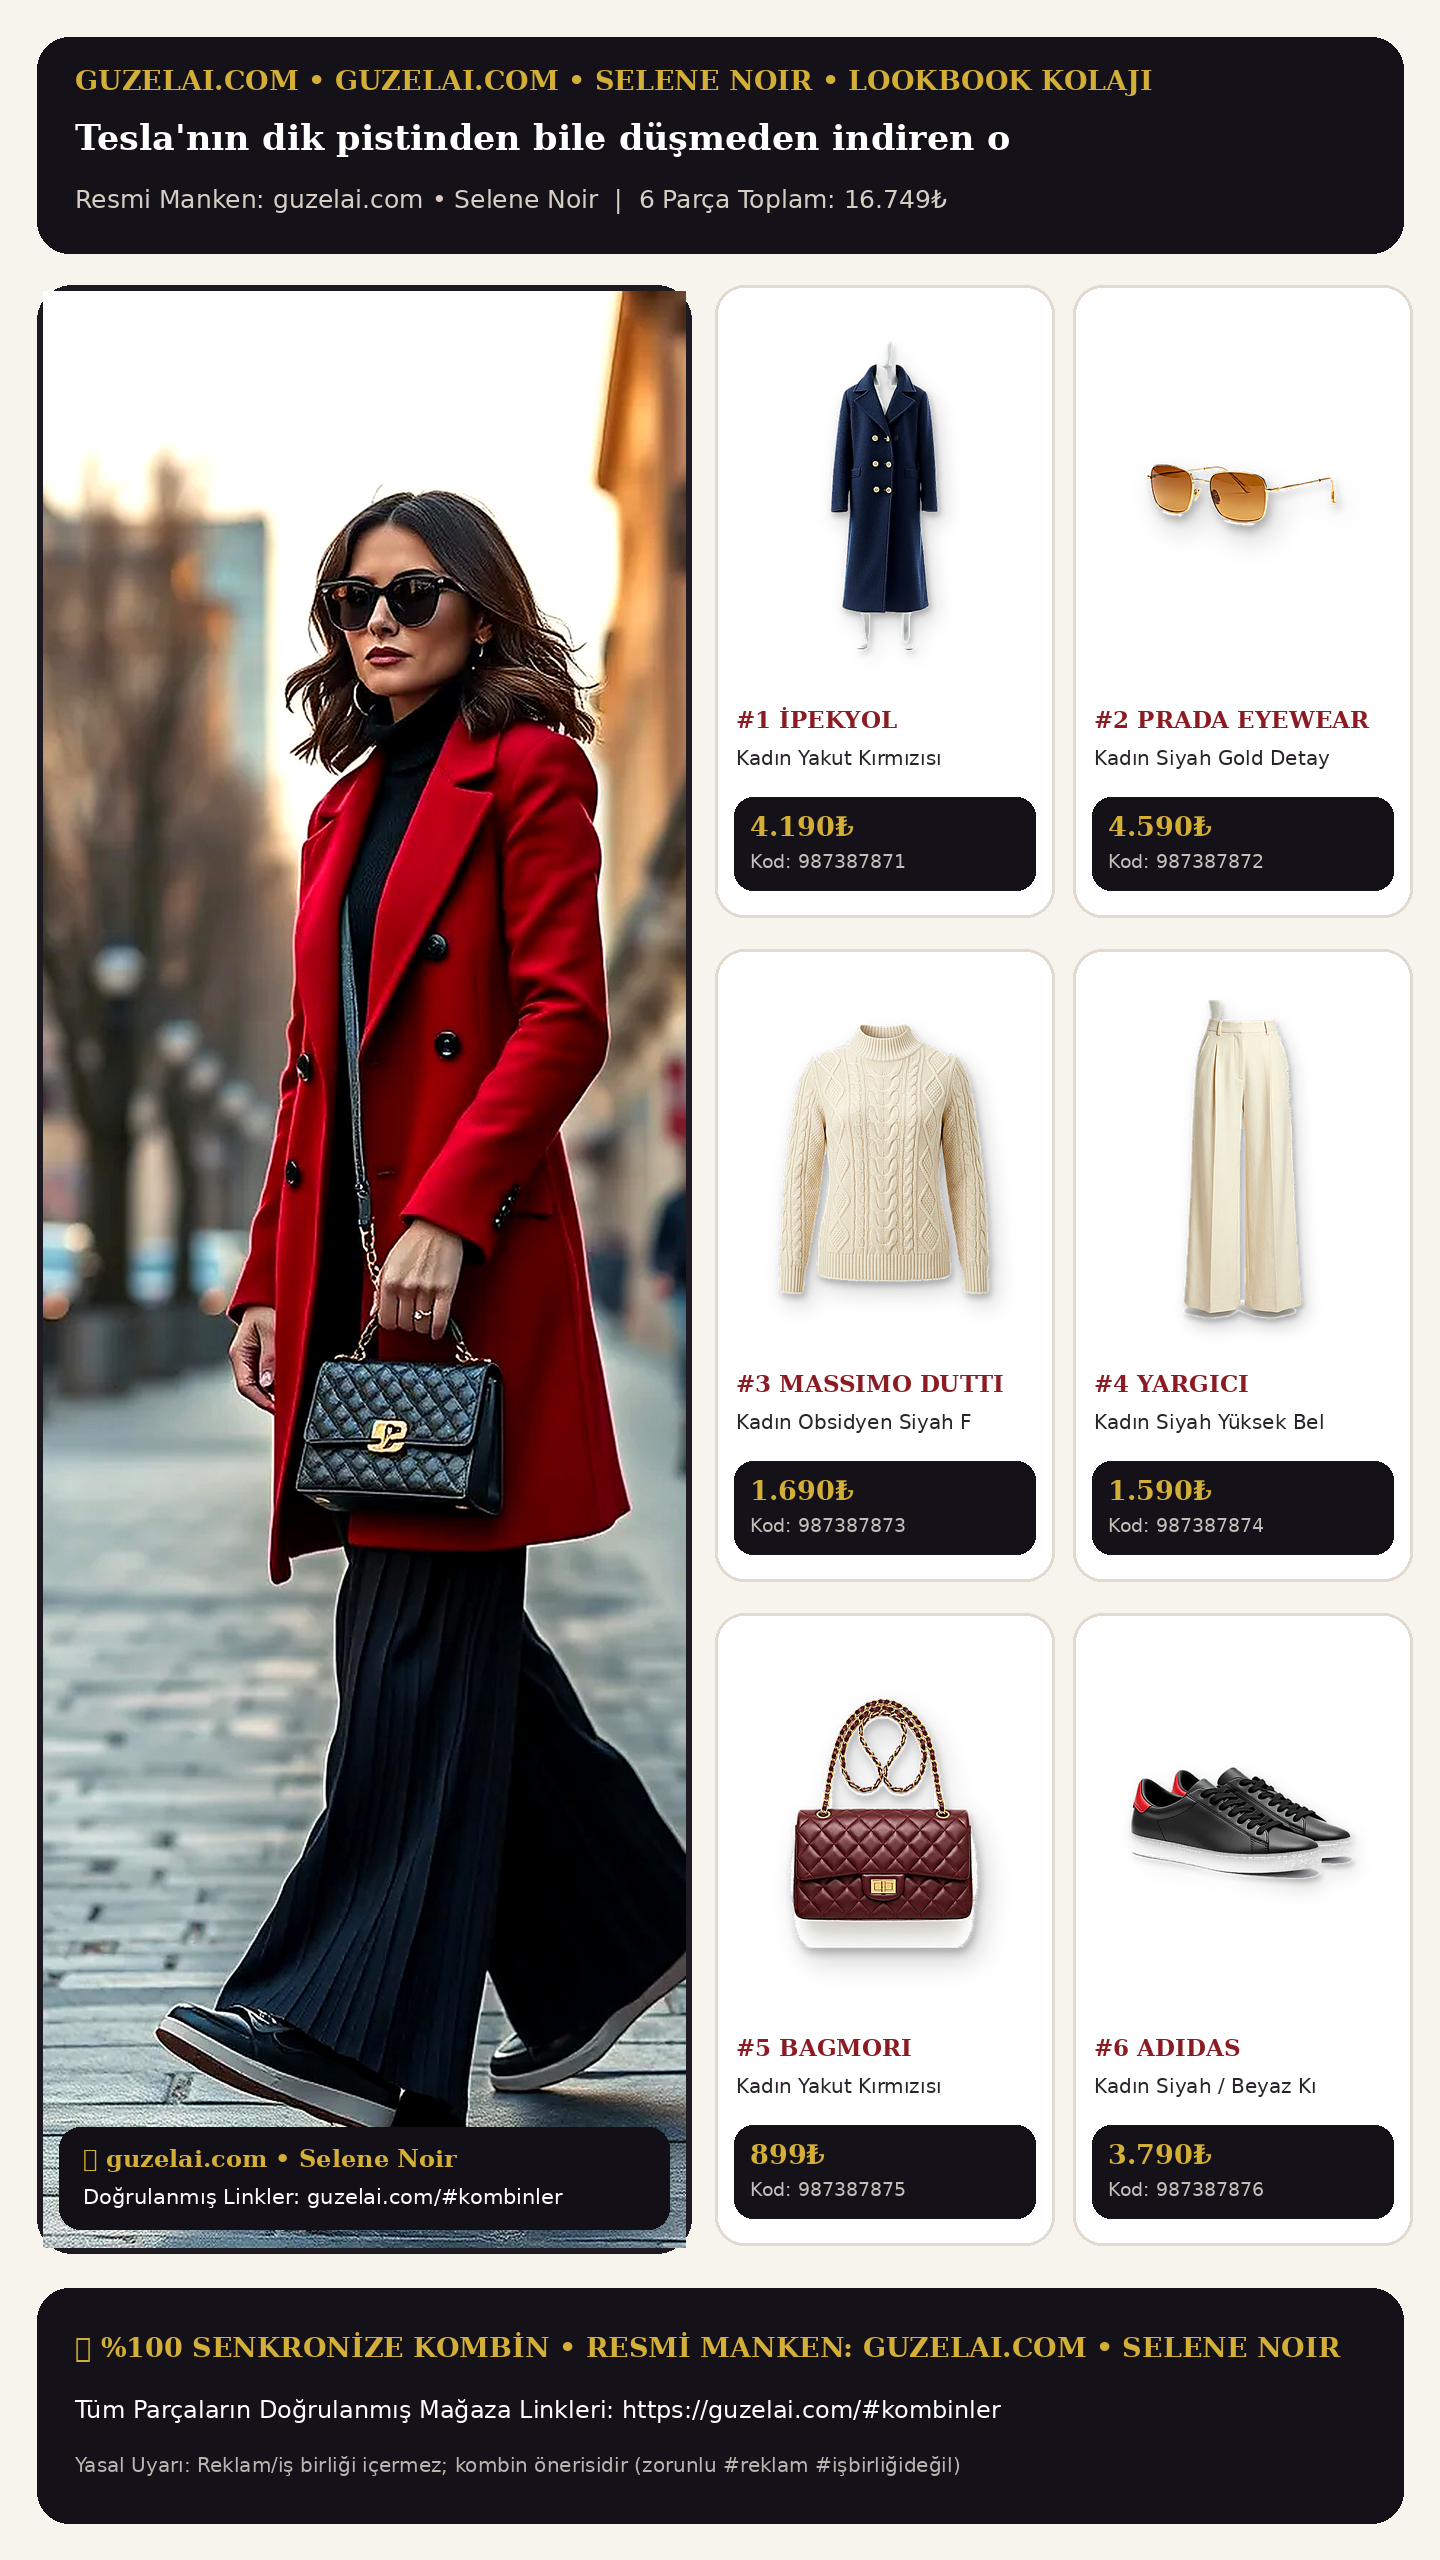 GUZELAI.COM • GUZELAI.COM • SELENE NOIR • LOOKBOOK KOLAJI
Tesla'nın dik pistinden bile düşmeden indiren o
Resmi Manken: guzelai.com • Selene Noir | 6 Parça Toplam: 16.749₺
#1 İPEKYOL
Kadın Yakut Kırmızısı
4.190₺
Kod: 987387871
#2 PRADA EYEWEAR
Kadın Siyah Gold Detay
4.590₺
Kod: 987387872
#3 MASSIMO DUTTI
Kadın Obsidyen Siyah F
1.690₺
Kod: 987387873
#4 YARGICI
Kadın Siyah Yüksek Bel
1.590₺
Kod: 987387874
#5 BAGMORI
Kadın Yakut Kırmızısı
899₺
Kod: 987387875
#6 ADIDAS
Kadın Siyah / Beyaz Kı
3.790₺
Kod: 987387876
guzelai.com • Selene Noir
Doğrulanmış Linkler: guzelai.com/#kombinler
%100 SENKRONİZE KOMBİN • RESMİ MANKEN: GUZELAI.COM • SELENE NOIR
Tüm Parçaların Doğrulanmış Mağaza Linkleri: https://guzelai.com/#kombinler
Yasal Uyarı: Reklam/iş birliği içermez; kombin önerisidir (zorunlu #reklam #işbirliğideğil)